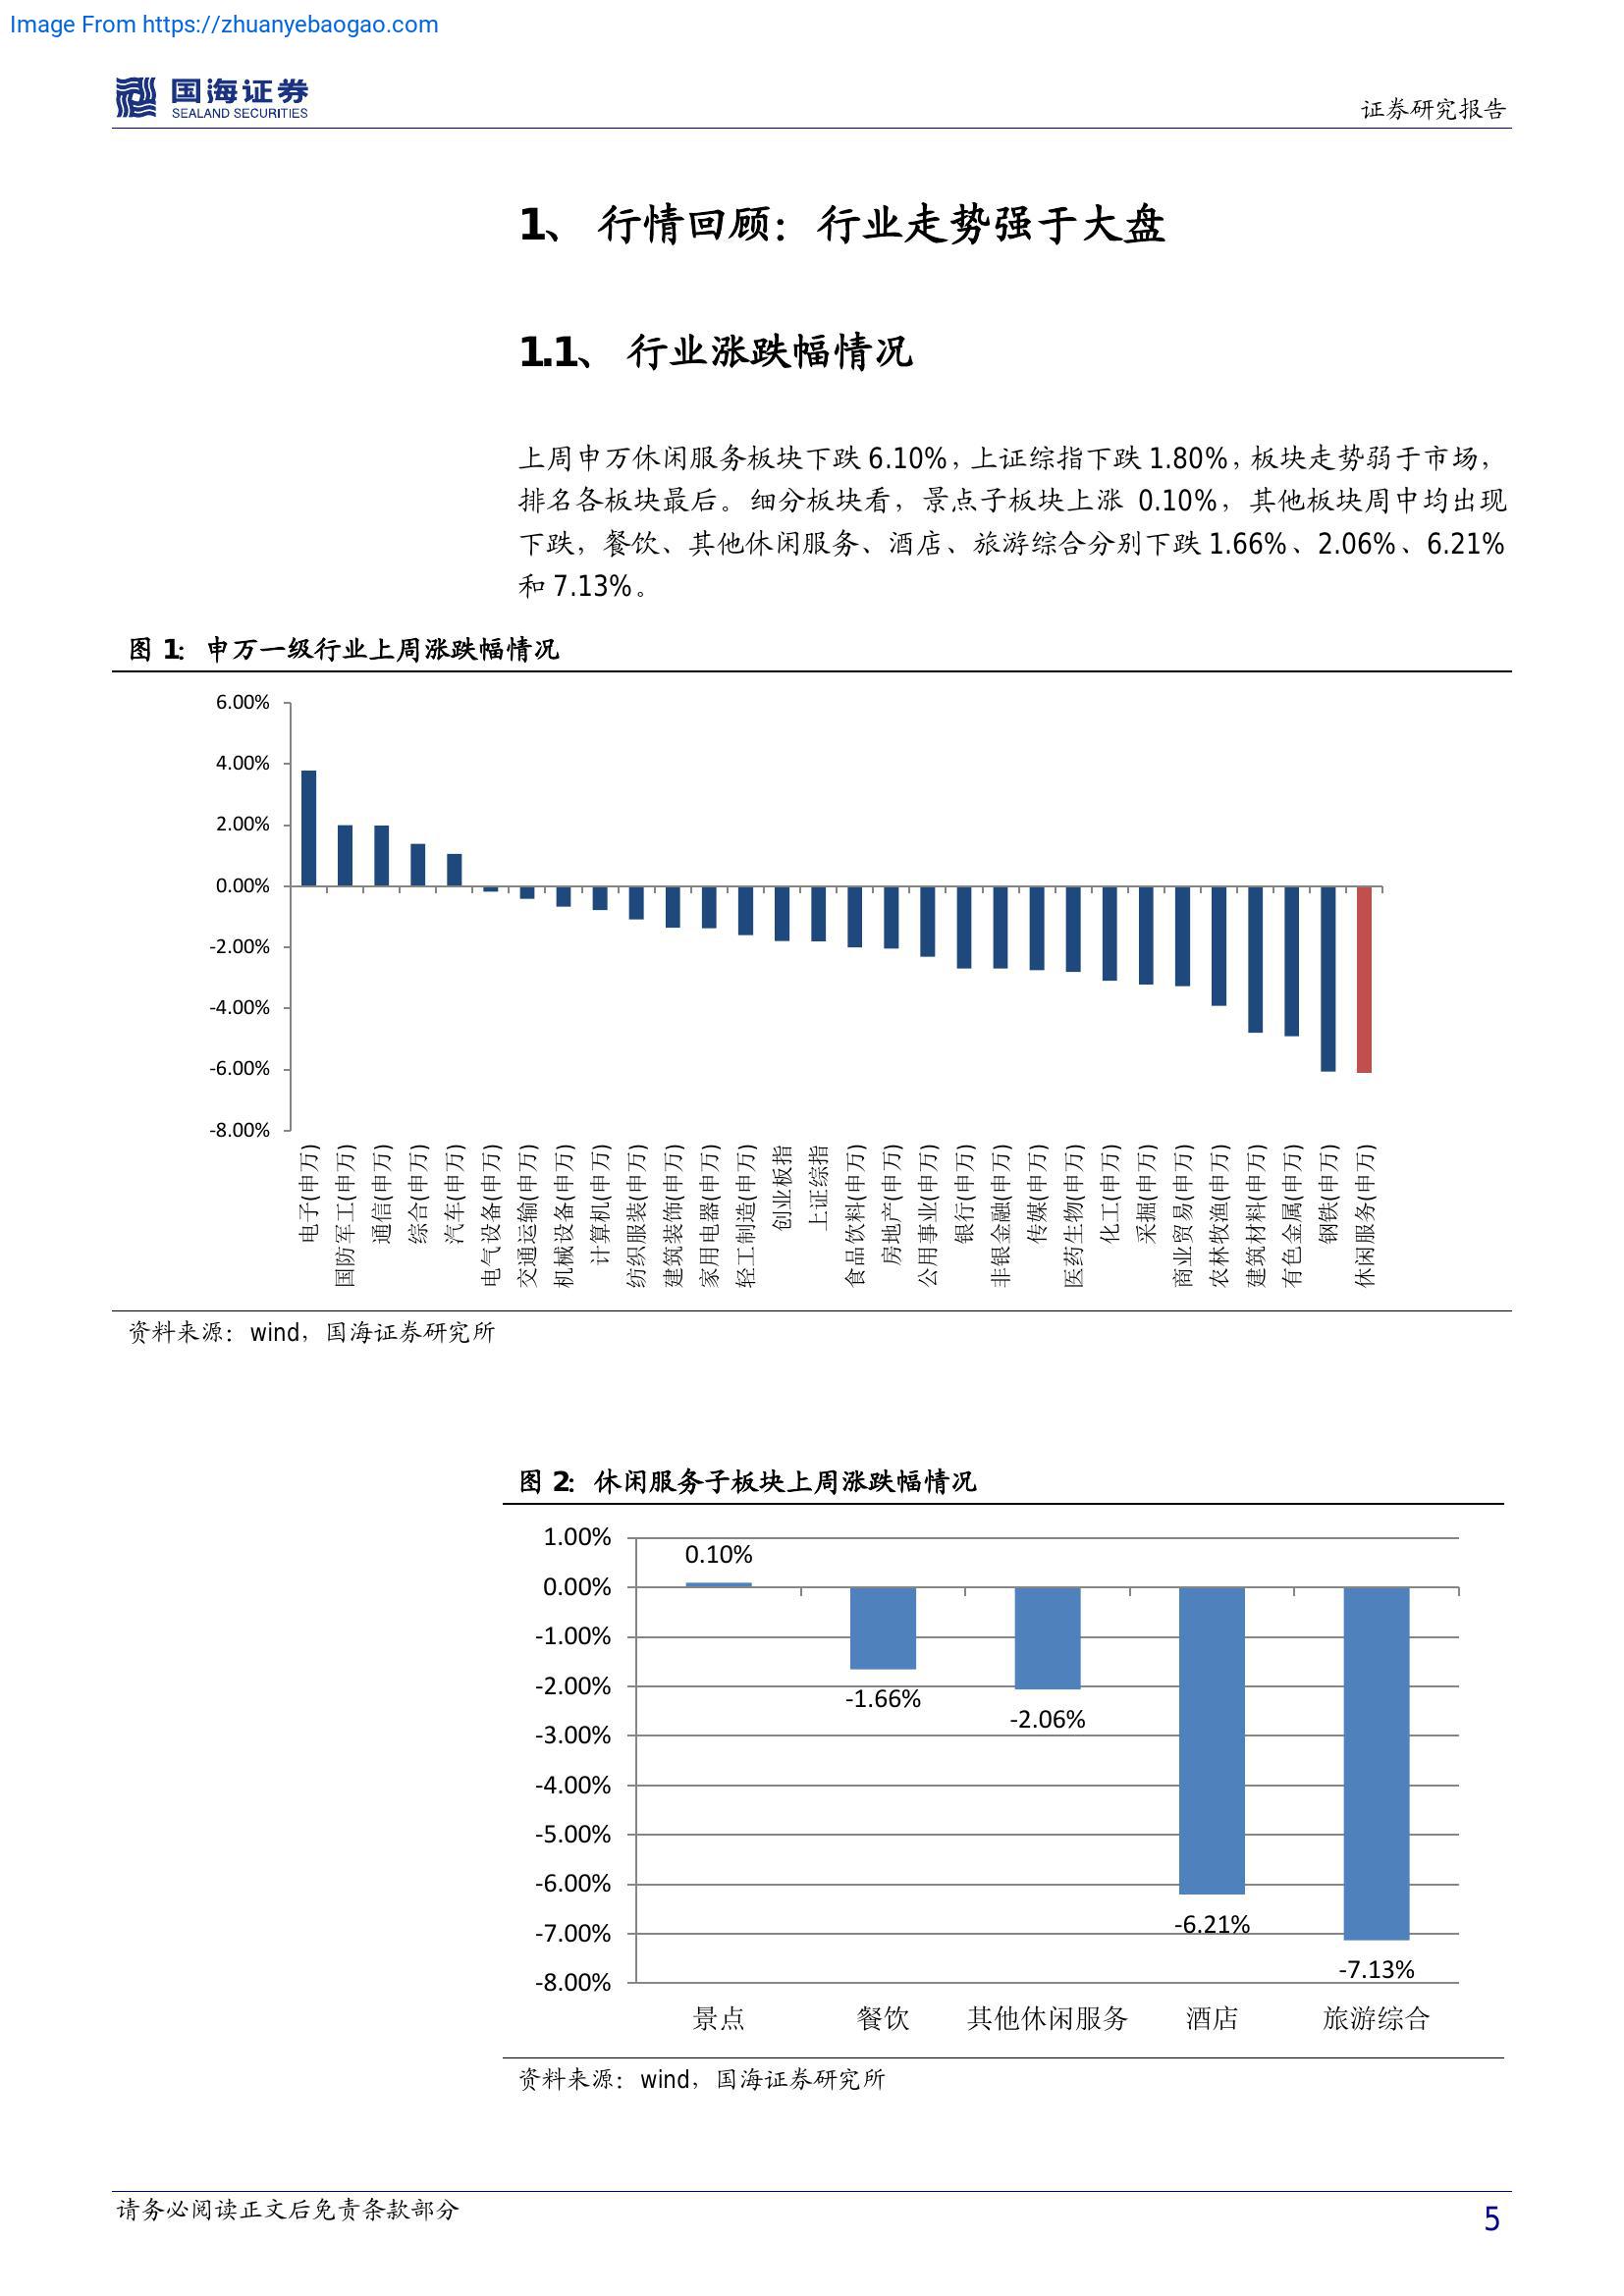 Image From https://zhuanyebaogao.com
国海证券
SEALAND SECURITIES
证券研究报告
1、 行情回顾：行业走势强于大盘
1.1、 行业涨跌幅情况
上周申万休闲服务板块下跌 6.10%，上证综指下跌 1.80%，板块走势弱于市场，
排名各板块最后。细分板块看，景点子板块上涨 0.10%，其他板块周中均出现
下跌，餐饮、其他休闲服务、酒店、旅游综合分别下跌 1.66%、2.06%、6.21%
和 7.13%。
图 1：申万一级行业上周涨跌幅情况
6.00%
4.00%
2.00%
0.00%
-2.00%
-4.00%
-6.00%
-8.00%
电子(申万)
国防军工(申万)
通信(申万)
综合(申万)
汽车(申万)
电气设备(申万)
交通运输(申万)
机械设备(申万)
计算机(申万)
纺织服装(申万)
建筑装饰(申万)
家用电器(申万)
轻工制造(申万)
创业板指
上证综指
食品饮料(申万)
房地产(申万)
公用事业(申万)
银行(申万)
非银金融(申万)
传媒(申万)
医药生物(申万)
化工(申万)
采掘(申万)
商业贸易(申万)
农林牧渔(申万)
建筑材料(申万)
有色金属(申万)
钢铁(申万)
休闲服务(申万)
资料来源：wind，国海证券研究所
图 2：休闲服务子板块上周涨跌幅情况
1.00%
0.00%
-1.00%
-2.00%
-3.00%
-4.00%
-5.00%
-6.00%
-7.00%
-8.00%
0.10%
-1.66%
-2.06%
-6.21%
-7.13%
景点
餐饮
其他休闲服务
酒店
旅游综合
资料来源：wind，国海证券研究所
请务必阅读正文后免责条款部分
5